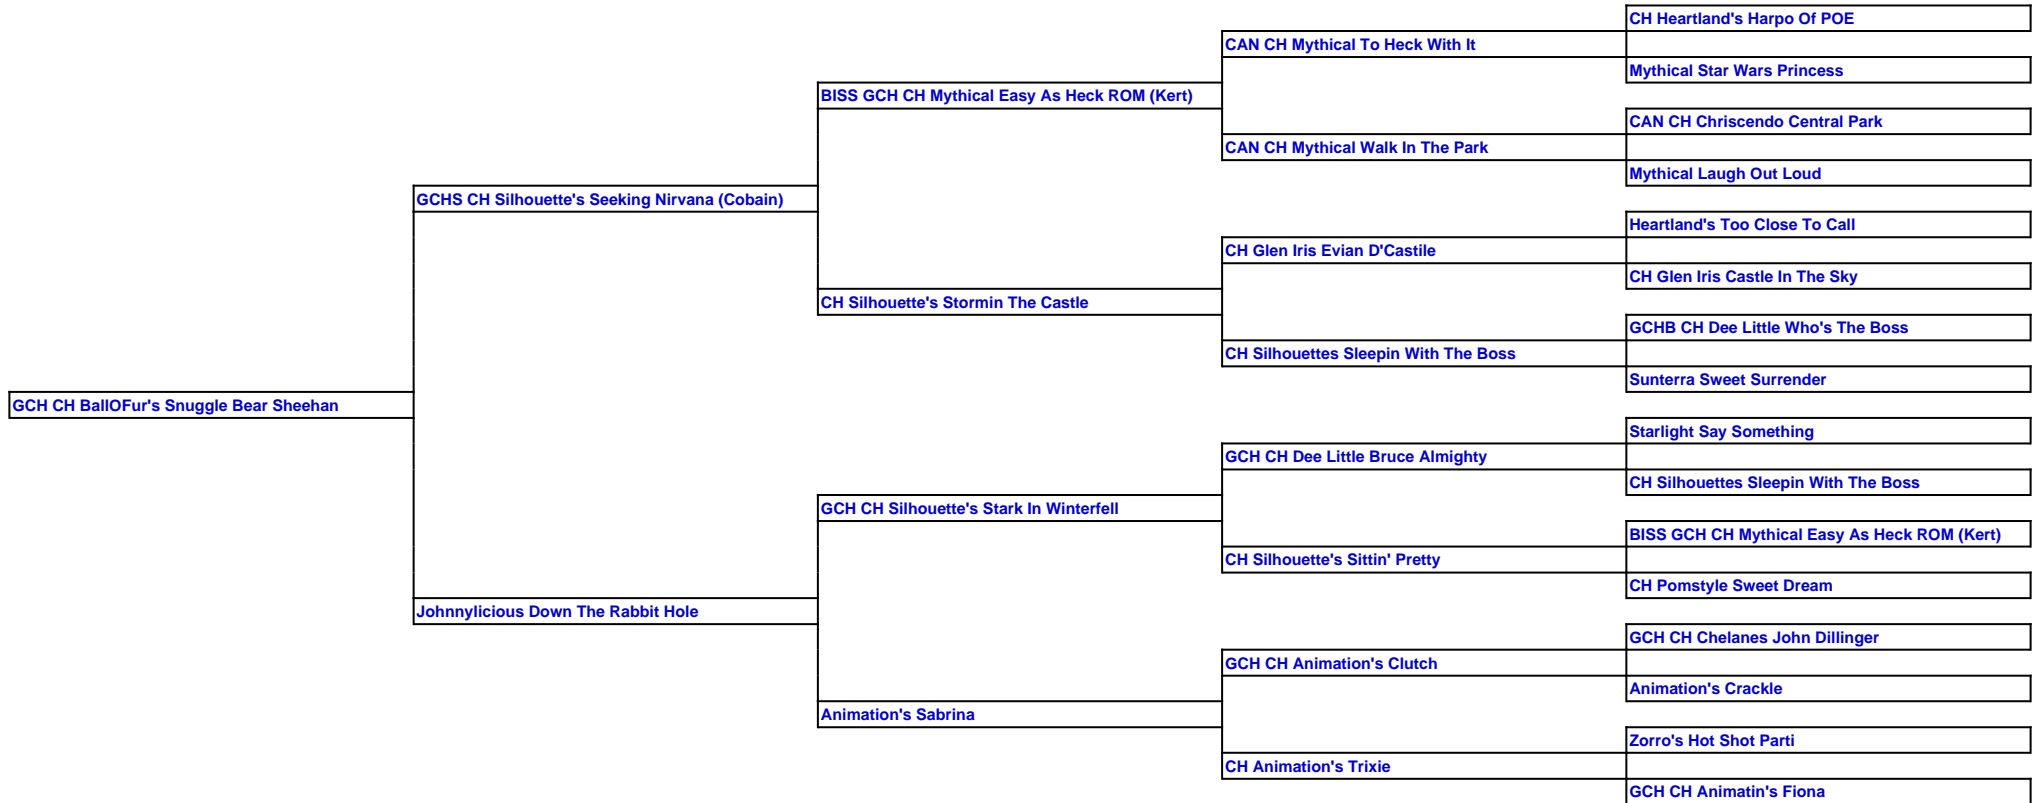 CH Heartland's Harpo Of POE
CAN CH Mythical To Heck With It
Mythical Star Wars Princess
BISS GCH CH Mythical Easy As Heck ROM (Kert)
CAN CH Chriscendo Central Park
CAN CH Mythical Walk In The Park
Mythical Laugh Out Loud
GCHS CH Silhouette's Seeking Nirvana (Cobain)
Heartland's Too Close To Call
CH Glen Iris Evian D'Castile
CH Glen Iris Castle In The Sky
CH Silhouette's Stormin The Castle
GCHB CH Dee Little Who's The Boss
CH Silhouettes Sleepin With The Boss
Sunterra Sweet Surrender
GCH CH BallOFur's Snuggle Bear Sheehan
Starlight Say Something
GCH CH Dee Little Bruce Almighty
CH Silhouettes Sleepin With The Boss
GCH CH Silhouette's Stark In Winterfell
BISS GCH CH Mythical Easy As Heck ROM (Kert)
CH Silhouette's Sittin' Pretty
CH Pomstyle Sweet Dream
Johnnylicious Down The Rabbit Hole
GCH CH Chelanes John Dillinger
GCH CH Animation's Clutch
Animation's Crackle
Animation's Sabrina
Zorro's Hot Shot Parti
CH Animation's Trixie
GCH CH Animatin's Fiona